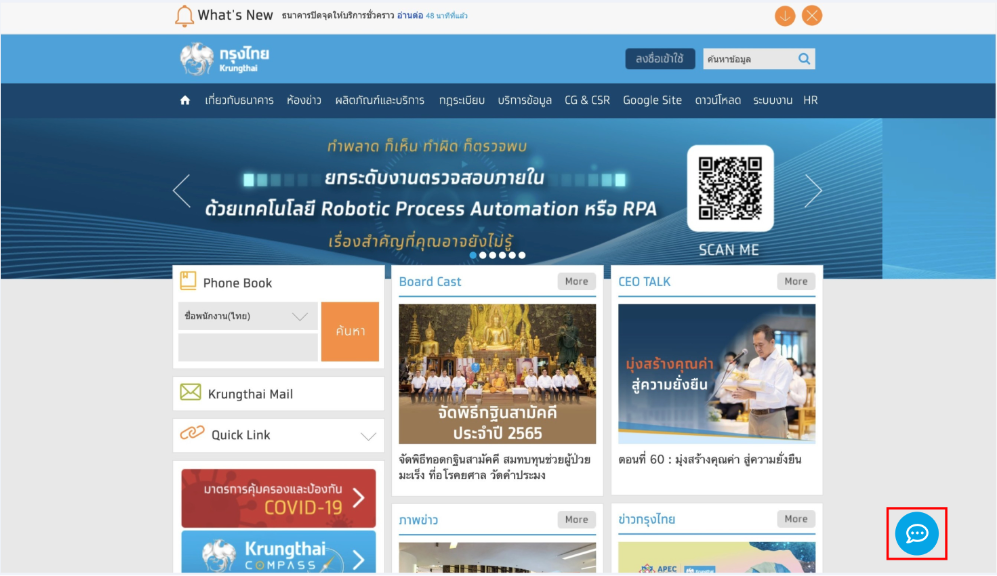 What's New ธนาคารปิดจุดให้บริการชั่วคราว อ่านต่อ 48 นาทีที่แล้ว
กรุงไทย
Krungthai
ลงชื่อเข้าใช้
ค้นหาข้อมูล
เกี่ยวกับธนาคาร ห้องข่าว ผลิตภัณฑ์และบริการ กฎระเบียบ บริการข้อมูล CG & CSR Google Site ดาวน์โหลด ระบบงาน HR
ทำพลาด ก็เห็น ทำผิด ก็ตรวจพบ
ยกระดับงานตรวจสอบภายใน
ด้วยเทคโนโลยี Robotic Process Automation หรือ RPA
เรื่องสำคัญที่คุณอาจยังไม่รู้
SCAN ME
Phone Book
ชื่อพนักงาน(ไทย)
ค้นหา
Krungthai Mail
Quick Link
มาตรการคุ้มครองและป้องกัน
COVID-19
Krungthai
COMPASS
Board Cast More
จัดพิธีกฐินสามัคคี
ประจำปี 2565
จัดพิธีทอดกฐินสามัคคี สมทบทุนช่วยผู้ป่วย
มะเร็ง ที่อโรคยศาล วัดคำประมง
ภาพข่าว More
CEO TALK More
มุ่งสร้างคุณค่า
สู่ความยั่งยืน
ตอนที่ 60 : มุ่งสร้างคุณค่า สู่ความยั่งยืน
ข่าวกรุงไทย More
APEC
Krungthai